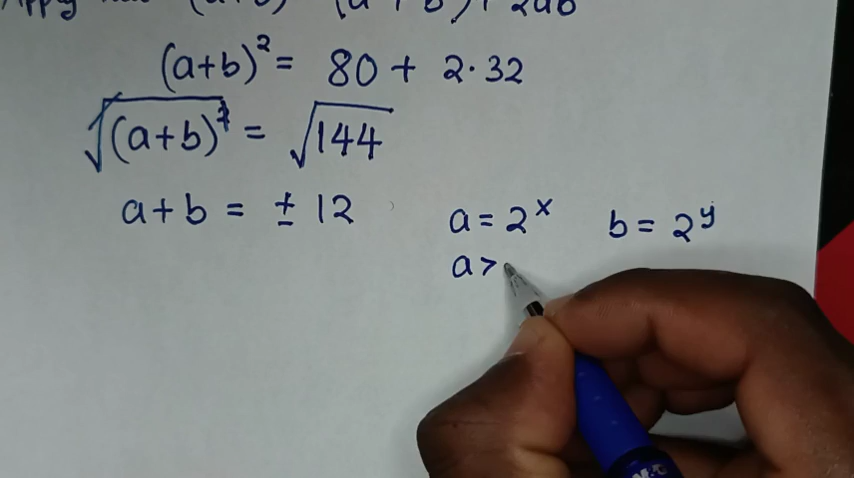 (a+b)² = 80 + 2·32
√(a+b)² = √144
a+b = ± 12
a = 2ˣ b = 2ʸ
a >